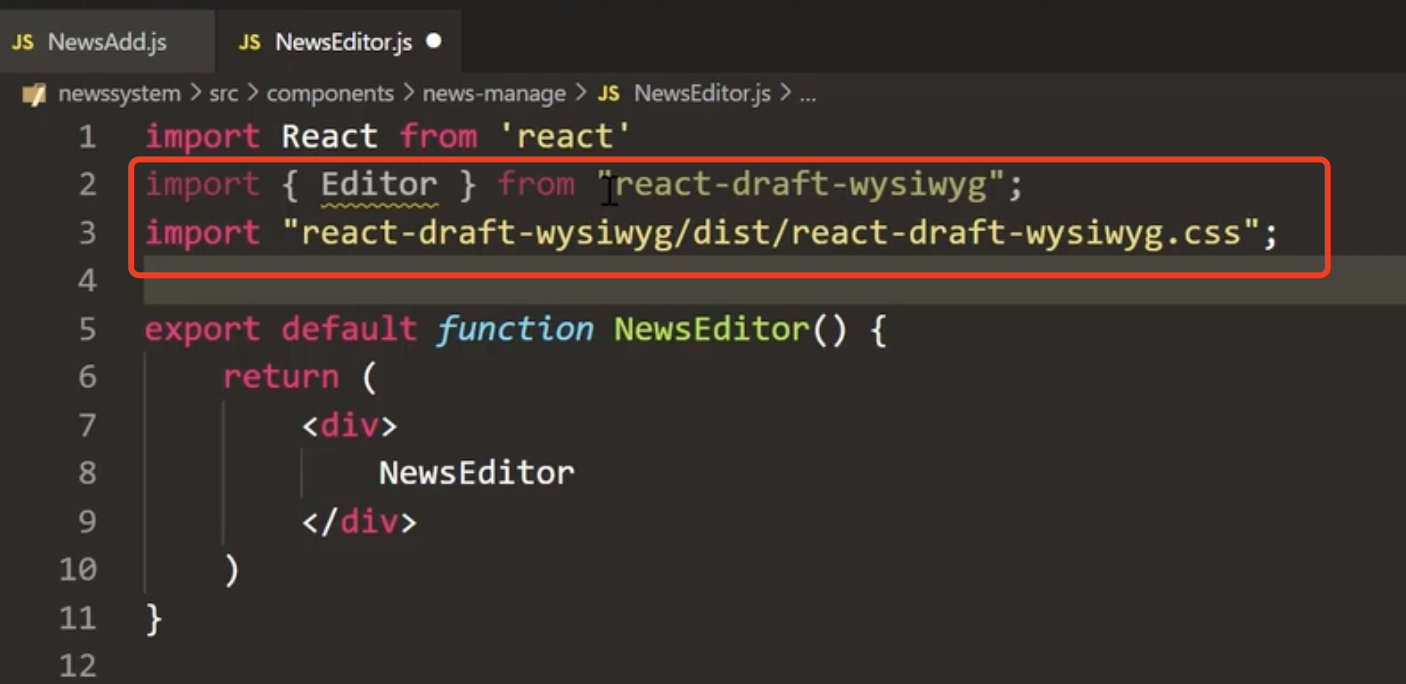 JS NewsAdd.js JS NewsEditor.js
newssystem > src > components > news-manage > JS NewsEditor.js > ...
1 import React from 'react'
2 import { Editor } from "react-draft-wysiwyg";
3 import "react-draft-wysiwyg/dist/react-draft-wysiwyg.css";
4
5 export default function NewsEditor() {
6 return (
7 <div>
8 NewsEditor
9 </div>
10 )
11 }
12